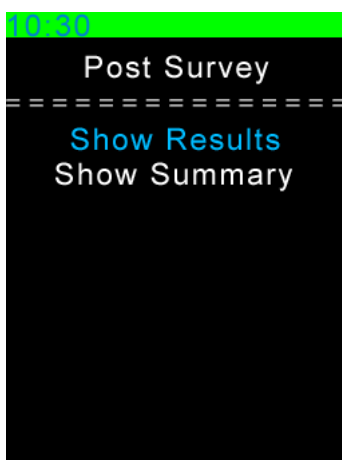 10:30
Post Survey
===================
Show Results
Show Summary